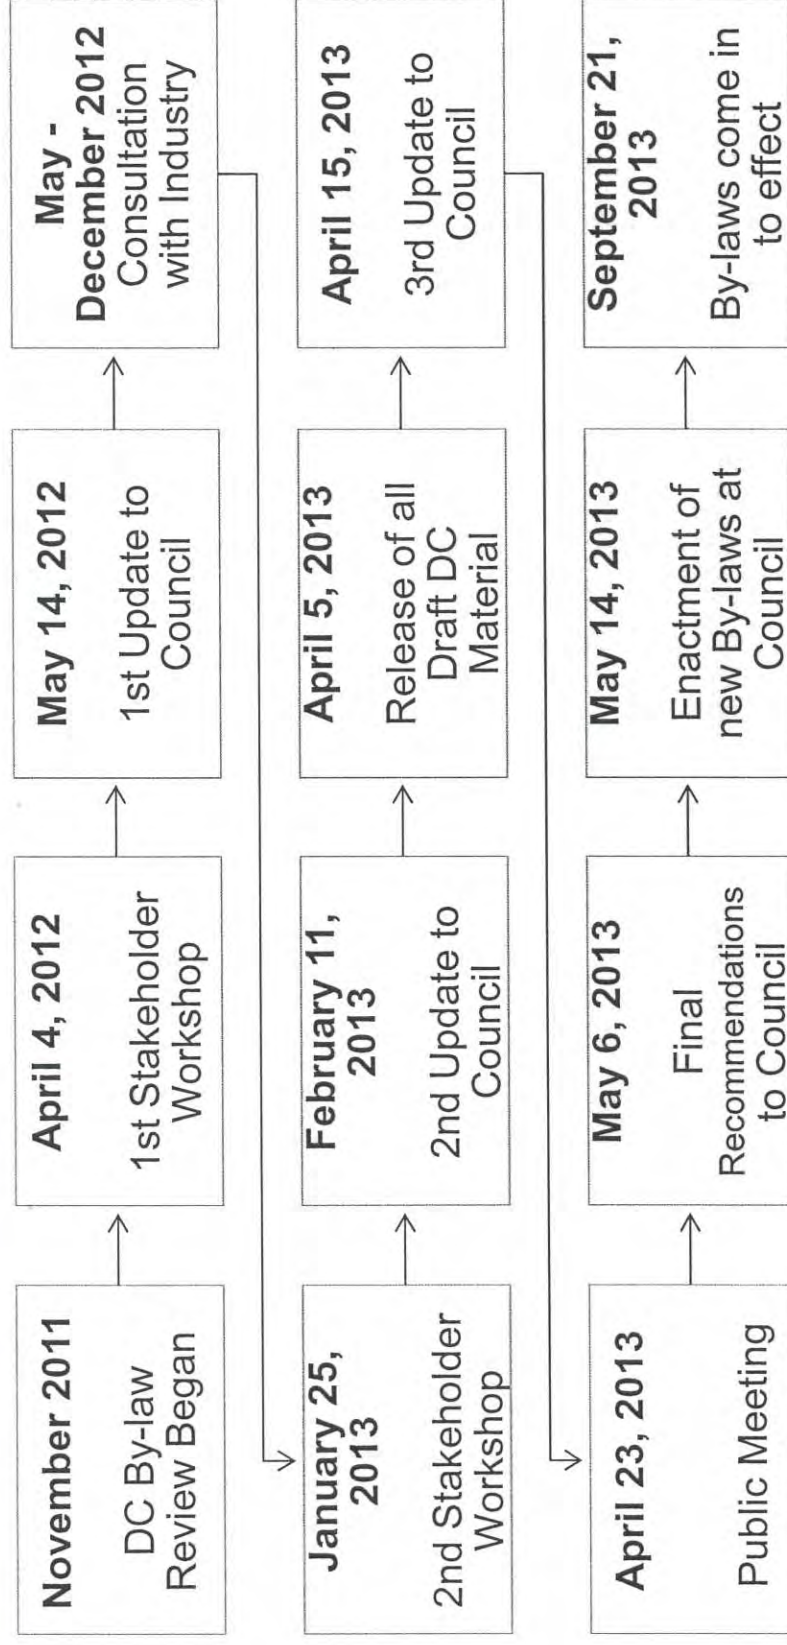 November 2011
DC By-law
Review Began
April 4, 2012
1st Stakeholder
Workshop
May 14, 2012
1st Update to
Council
May -
December 2012
Consultation
with Industry
January 25,
2013
2nd Stakeholder
Workshop
February 11,
2013
2nd Update to
Council
April 5, 2013
Release of all
Draft DC
Material
April 15, 2013
3rd Update to
Council
April 23, 2013
Public Meeting
May 6, 2013
Final
Recommendations
to Council
May 14, 2013
Enactment of
new By-laws at
Council
September 21,
2013
By-laws come in
to effect